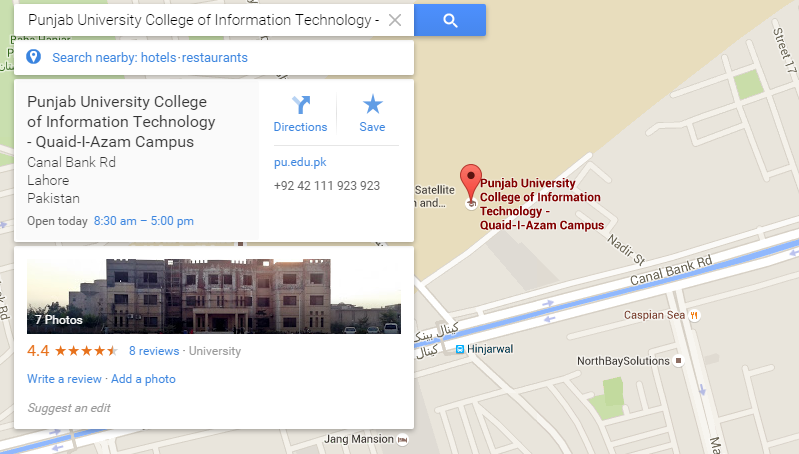 Punjab University College of Information Technology -
Search nearby: hotels · restaurants
Punjab University College
of Information Technology
- Quaid-I-Azam Campus
Canal Bank Rd
Lahore
Pakistan
Open today 8:30 am – 5:00 pm
Directions
Save
pu.edu.pk
+92 42 111 923 923
7 Photos
4.4 8 reviews · University
Write a review · Add a photo
Suggest an edit
Street 17
Satellite
Punjab University
College of Information
Technology -
Quaid-I-Azam Campus
Nadir St
Canal Bank Rd
Caspian Sea
کینال بینک
کینال
Hinjarwal
NorthBaySolutions
Jang Mansion